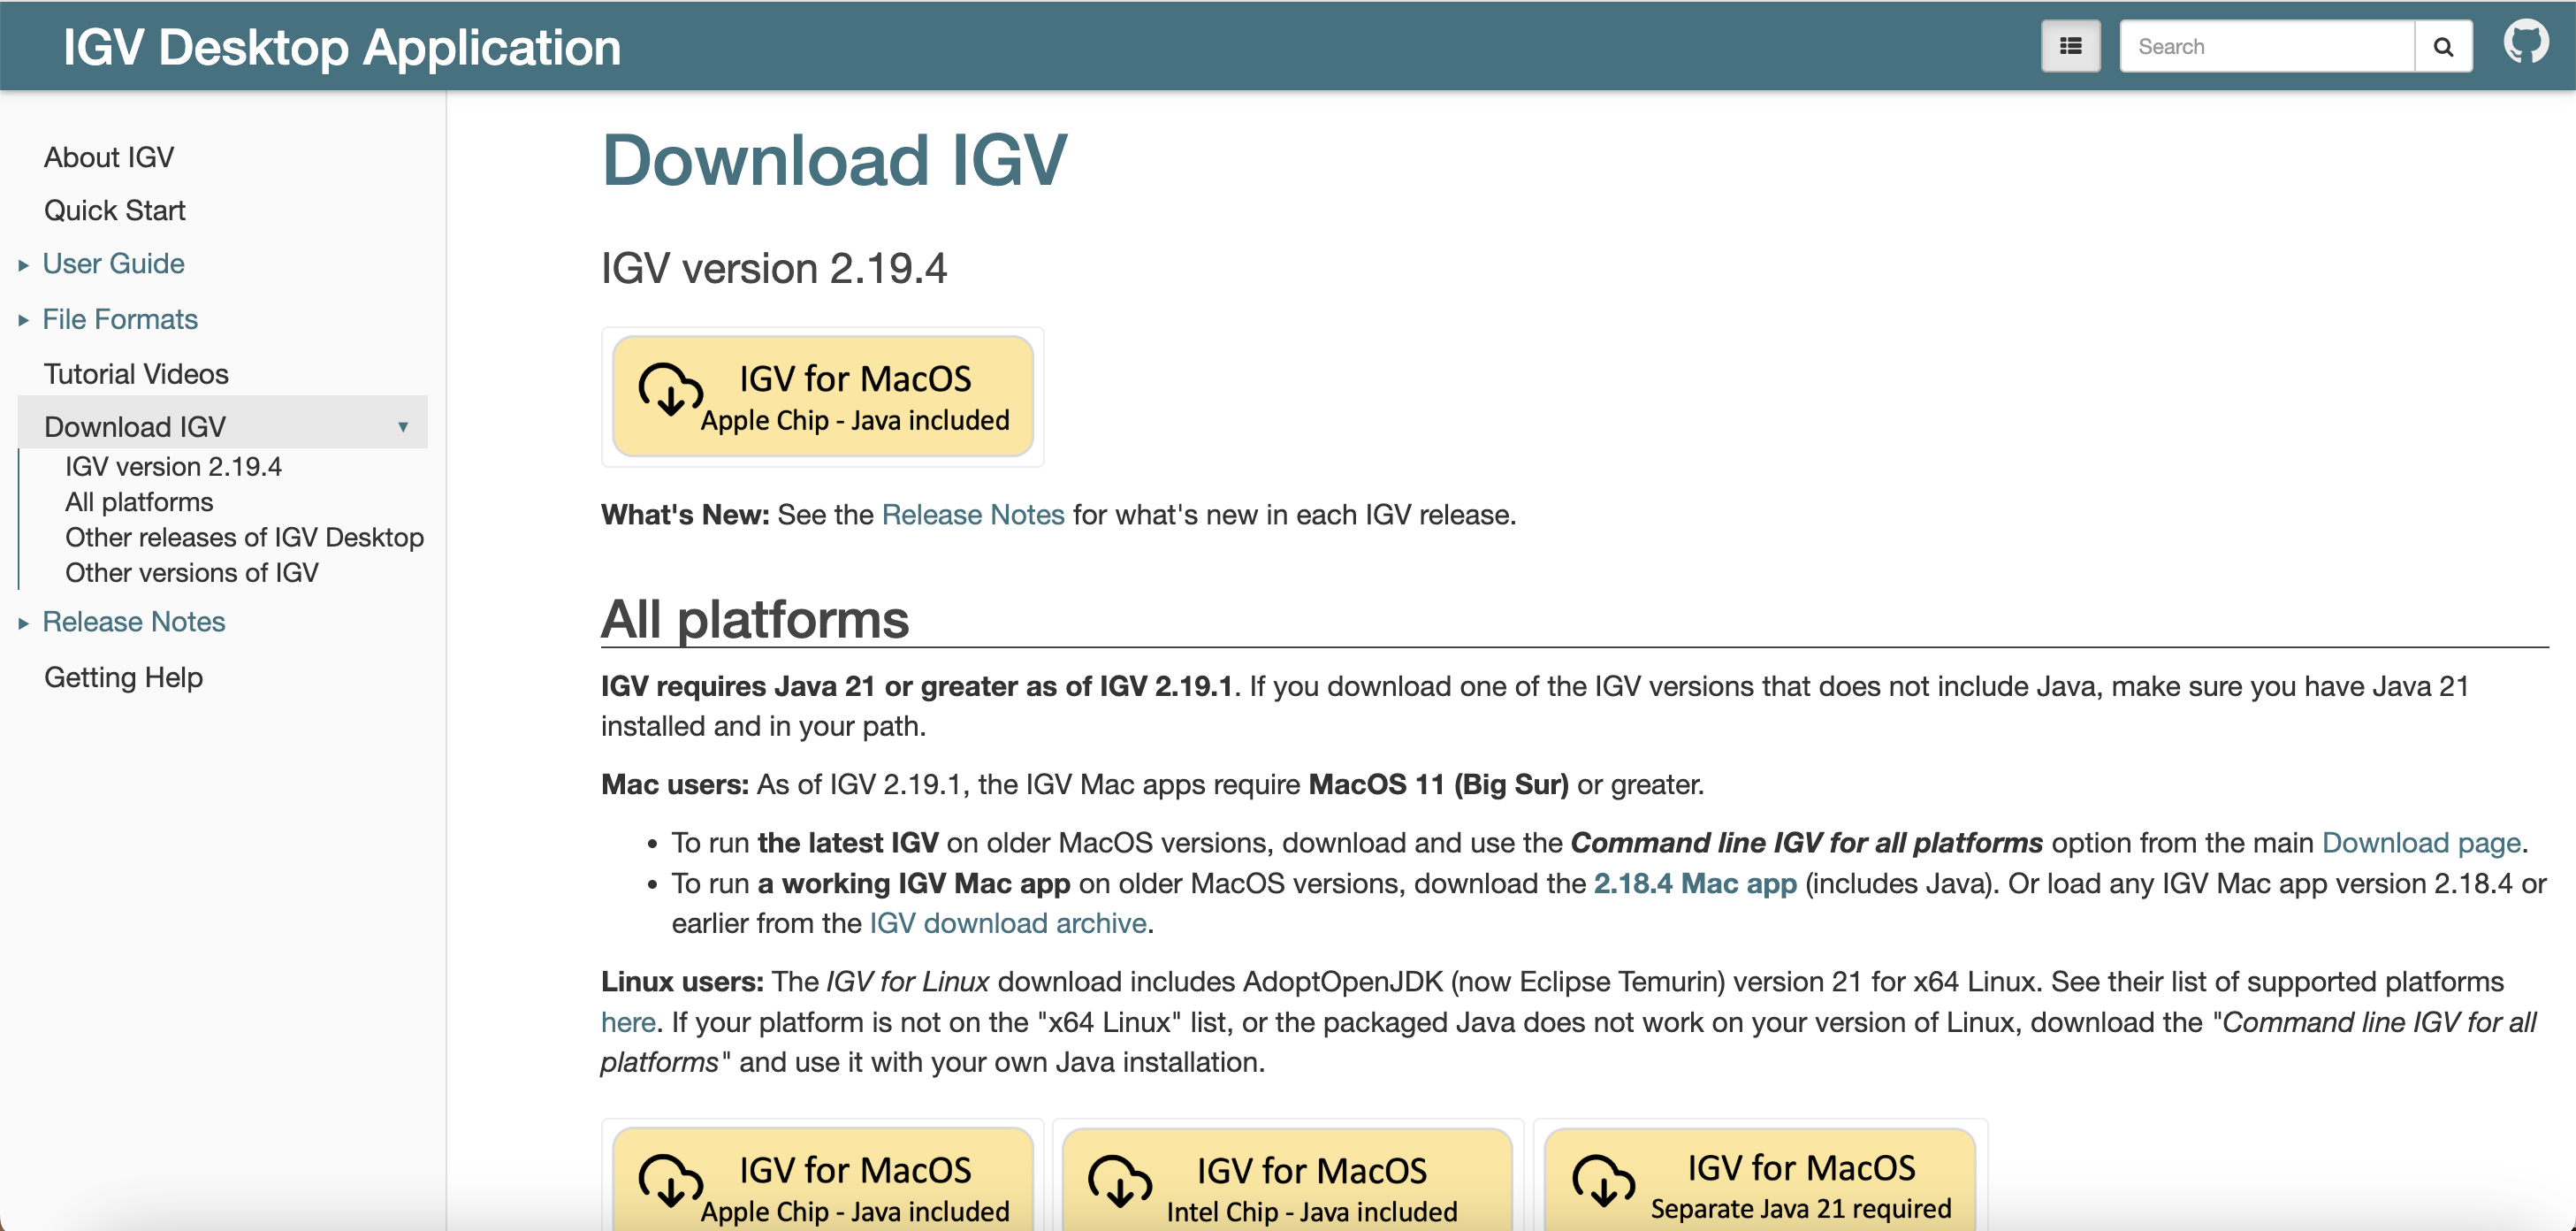 IGV Desktop Application
Search
About IGV
Quick Start
User Guide
File Formats
Tutorial Videos
Download IGV
IGV version 2.19.4
All platforms
Other releases of IGV Desktop
Other versions of IGV
Release Notes
Getting Help
Download IGV
IGV version 2.19.4
IGV for MacOS
Apple Chip - Java included
What's New: See the Release Notes for what's new in each IGV release.
All platforms
IGV requires Java 21 or greater as of IGV 2.19.1. If you download one of the IGV versions that does not include Java, make sure you have Java 21
installed and in your path.
Mac users: As of IGV 2.19.1, the IGV Mac apps require MacOS 11 (Big Sur) or greater.
• To run the latest IGV on older MacOS versions, download and use the Command line IGV for all platforms option from the main Download page.
• To run a working IGV Mac app on older MacOS versions, download the 2.18.4 Mac app (includes Java). Or load any IGV Mac app version 2.18.4 or
earlier from the IGV download archive.
Linux users: The IGV for Linux download includes AdoptOpenJDK (now Eclipse Temurin) version 21 for x64 Linux. See their list of supported platforms
here. If your platform is not on the "x64 Linux" list, or the packaged Java does not work on your version of Linux, download the "Command line IGV for all
platforms" and use it with your own Java installation.
IGV for MacOS
Apple Chip - Java included
IGV for MacOS
Intel Chip - Java included
IGV for MacOS
Separate Java 21 required